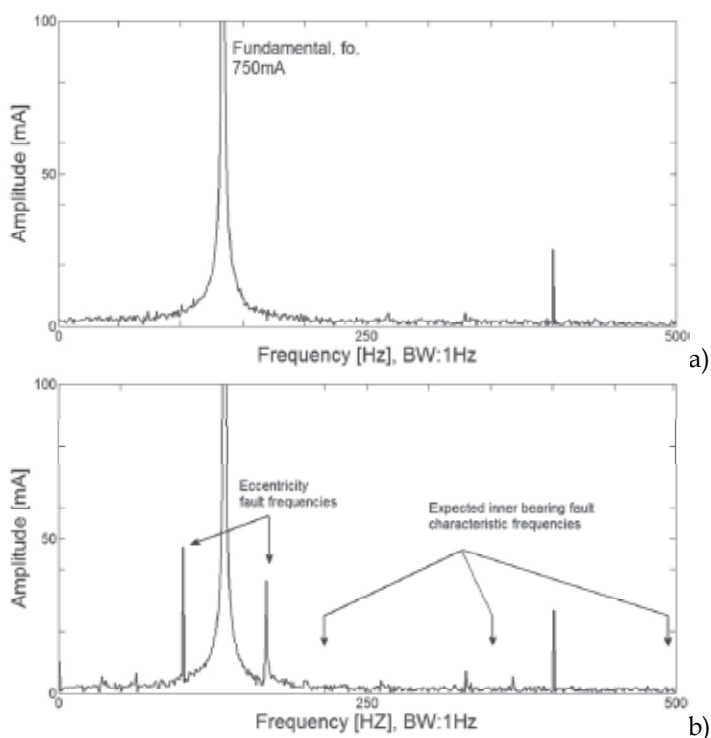 100
50
0
Amplitude [mA]
Fundamental, fo,
750mA
0
250
500
Frequency [Hz], BW:1Hz
a)
100
50
0
Amplitude [mA]
Eccentricity
fault frequencies
Expected inner bearing fault
characteristic frequencies
0
250
500
Frequency [HZ], BW:1Hz
b)